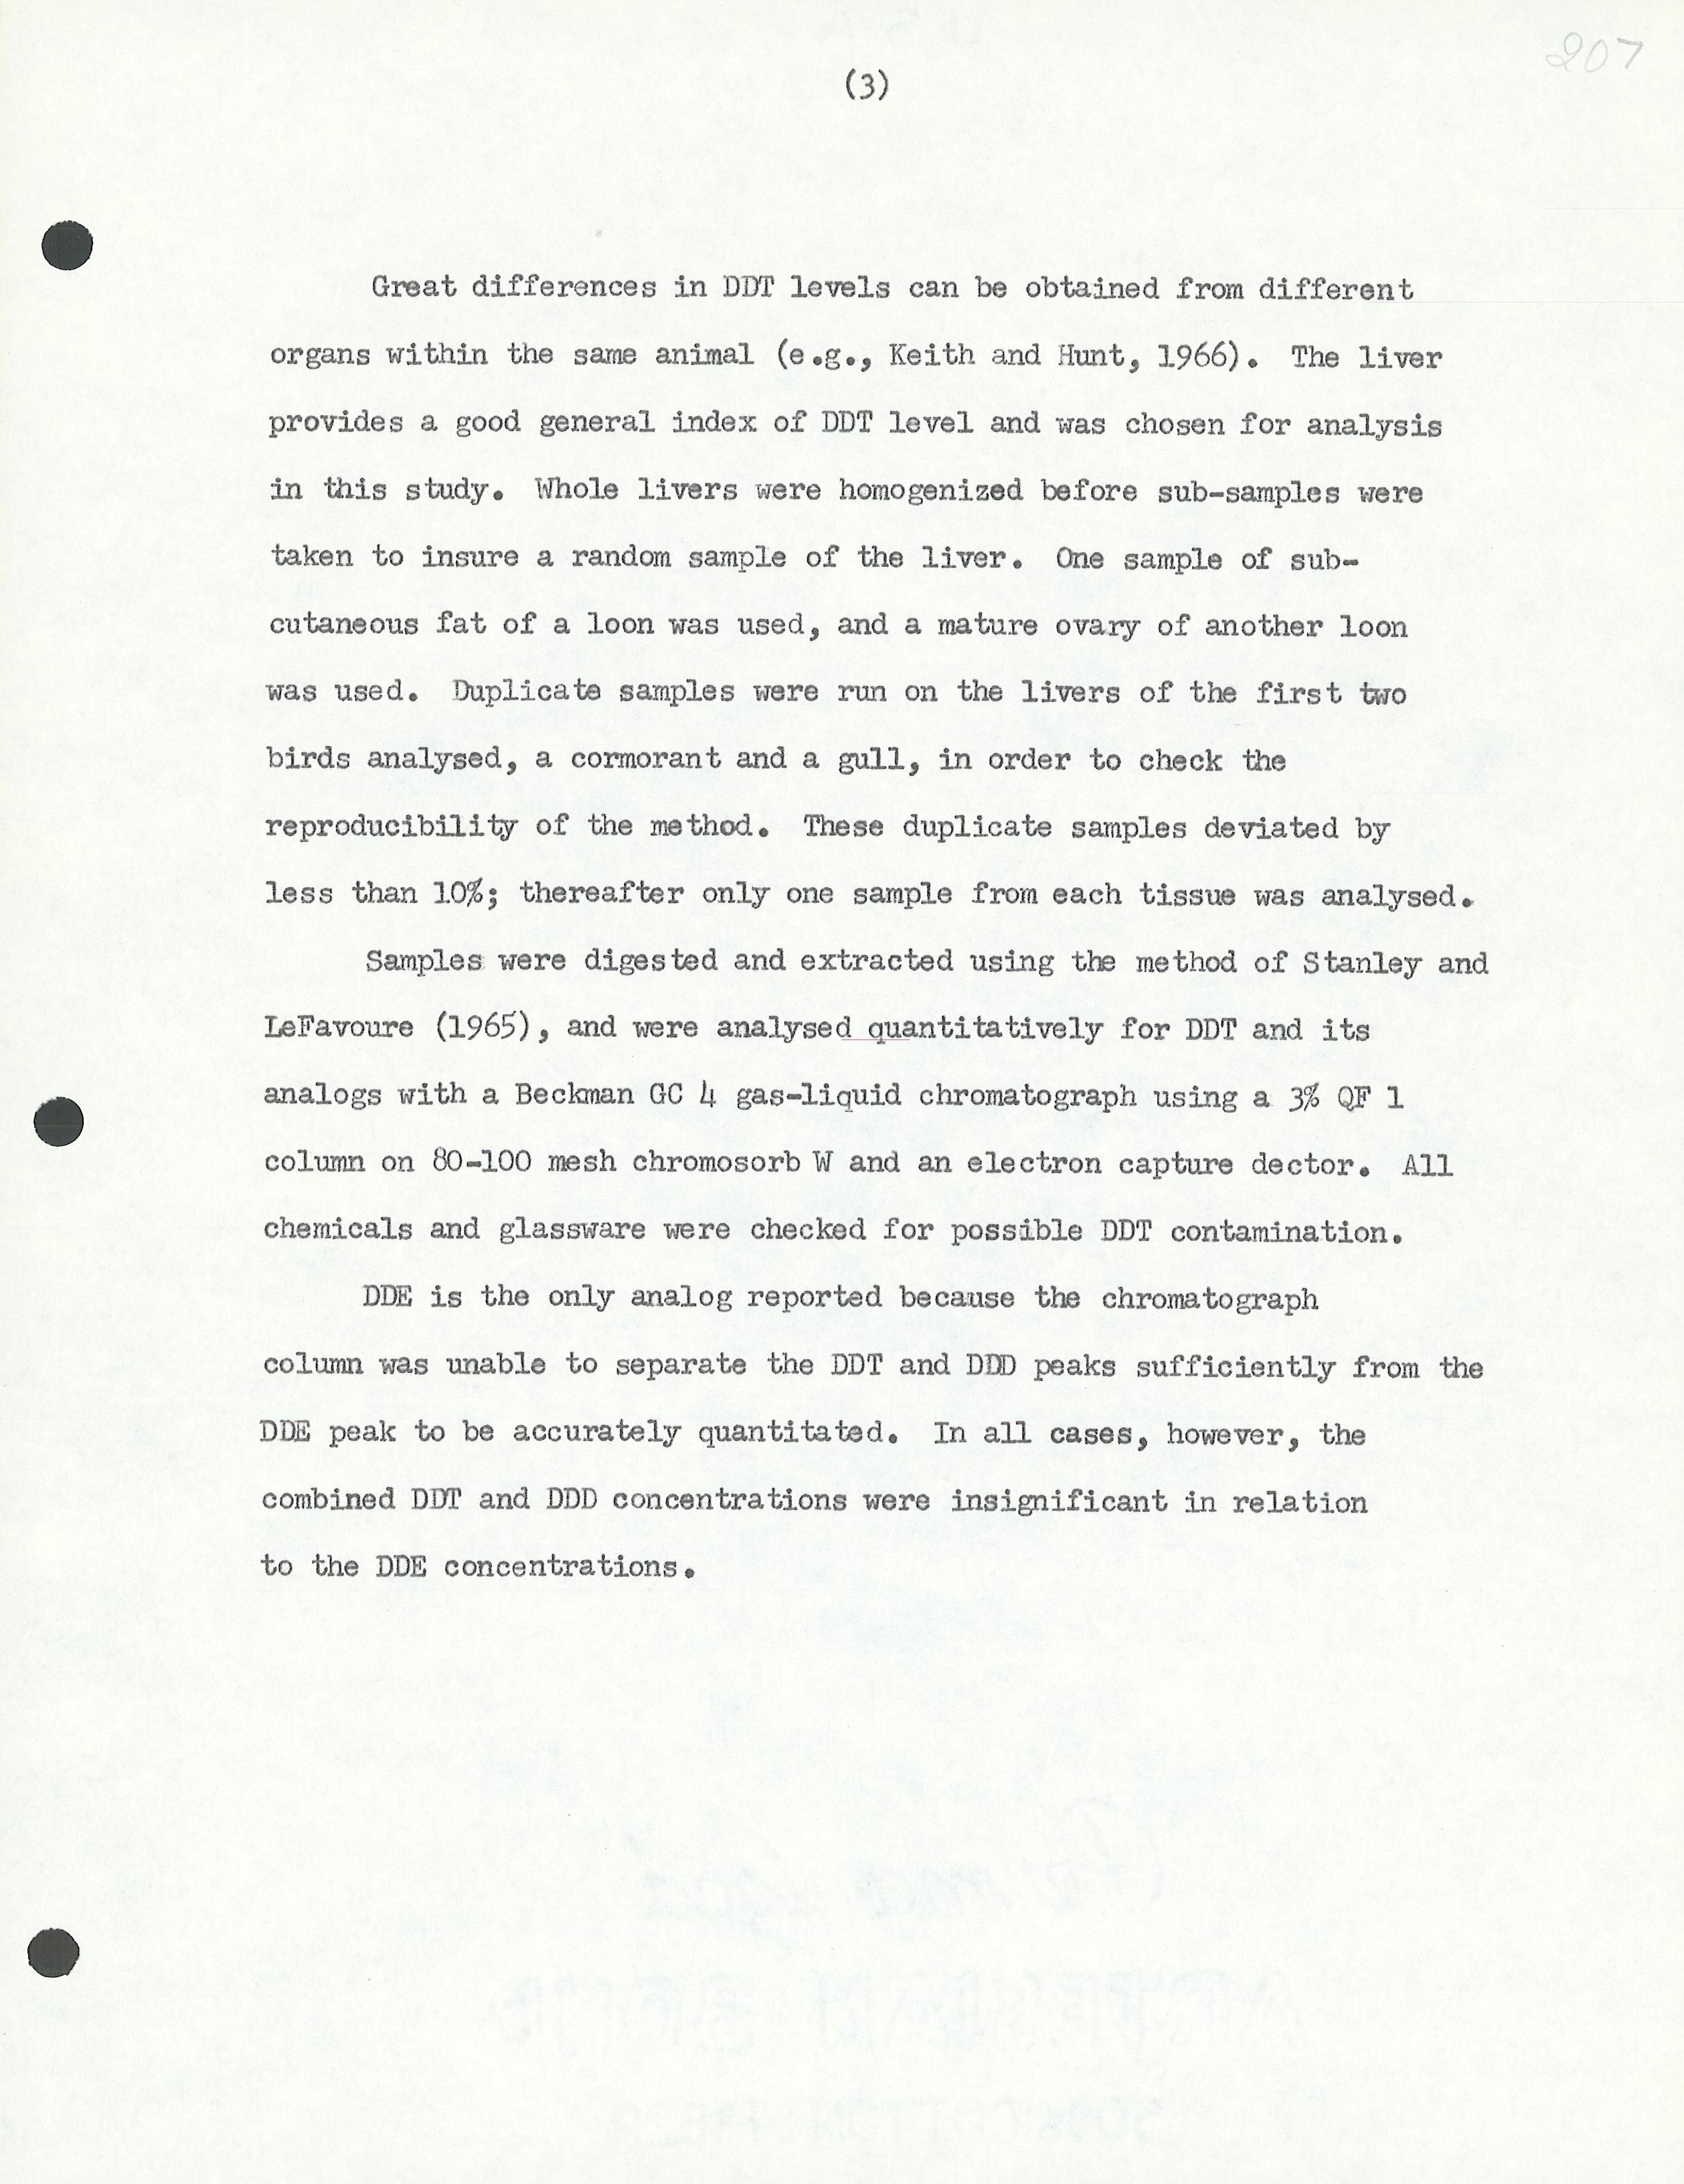 207
(3)
Great differences in DDT levels can be obtained from different
organs within the same animal (e.g., Keith and Hunt, 1966). The liver
provides a good general index of DDT level and was chosen for analysis
in this study. Whole livers were homogenized before sub-samples were
taken to insure a random sample of the liver. One sample of sub-
cutaneous fat of a loon was used, and a mature ovary of another loon
was used. Duplicate samples were run on the livers of the first two
birds analysed, a cormorant and a gull, in order to check the
reproducibility of the method. These duplicate samples deviated by
less than 10%; thereafter only one sample from each tissue was analysed.
Samples were digested and extracted using the method of Stanley and
LeFavoure (1965), and were analysed quantitatively for DDT and its
analogs with a Beckman GC 4 gas-liquid chromatograph using a 3% QF 1
column on 80-100 mesh chromosorb W and an electron capture dector. All
chemicals and glassware were checked for possible DDT contamination.
DDE is the only analog reported because the chromatograph
column was unable to separate the DDT and DDD peaks sufficiently from the
DDE peak to be accurately quantitated. In all cases, however, the
combined DDT and DDD concentrations were insignificant in relation
to the DDE concentrations.